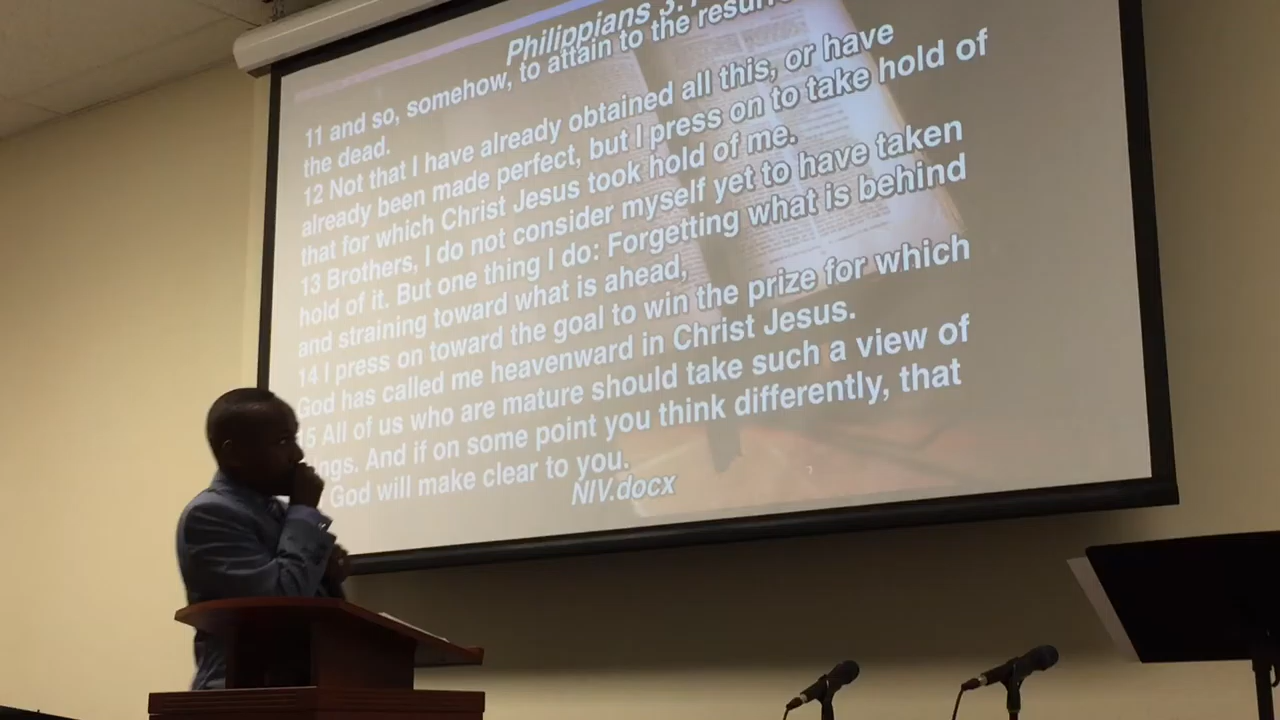 Philippians 3:
11 and so, somehow, to attain to the
the dead.
12 Not that I have already obtained all this, or have
already been made perfect, but I press on to take hold of
that for which Christ Jesus took hold of me.
13 Brothers, I do not consider myself yet to have taken
hold of it. But one thing I do: Forgetting what is behind
and straining toward what is ahead,
14 I press on toward the goal to win the prize for which
God has called me heavenward in Christ Jesus.
5 All of us who are mature should take such a view of
ngs. And if on some point you think differently, that
God will make clear to you.
NIV.docx